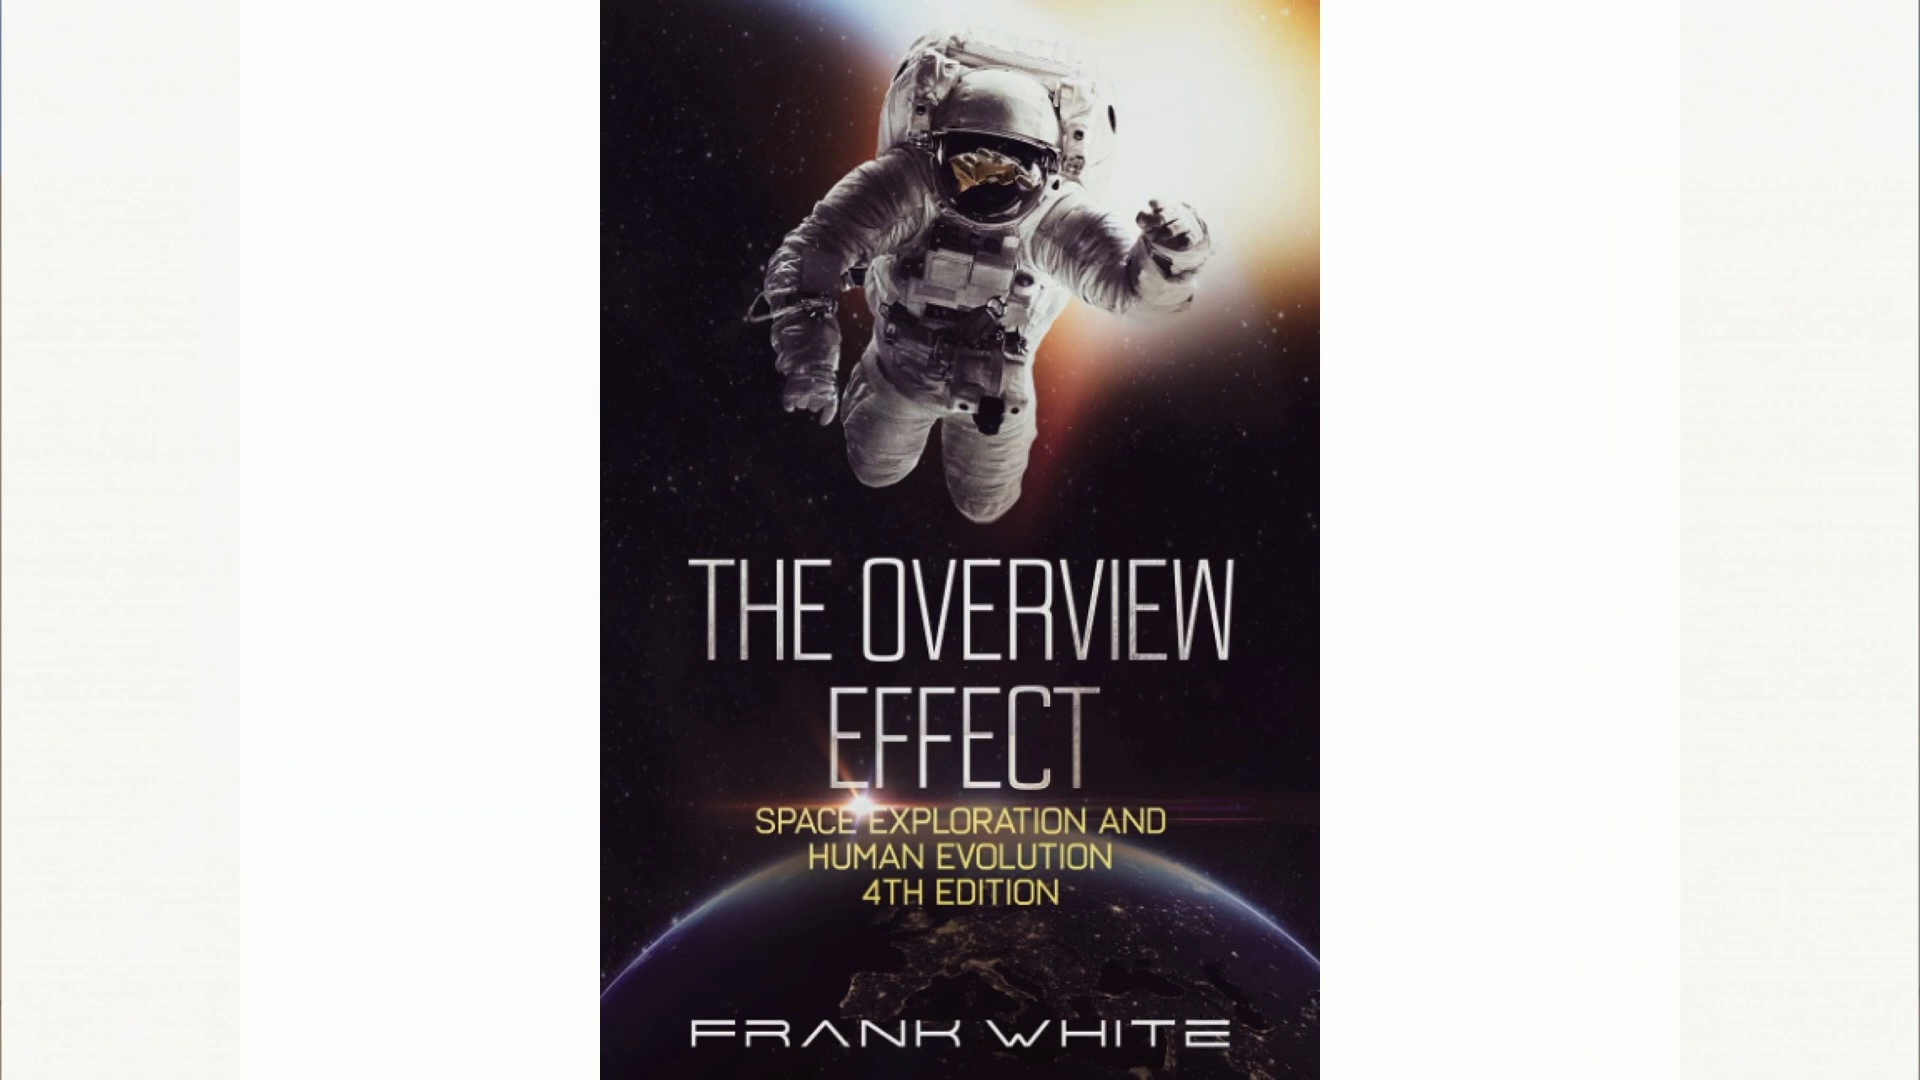 THE OVERVIEW
EFFECT
SPACE EXPLORATION AND
HUMAN EVOLUTION
4TH EDITION
FRANK WHITE